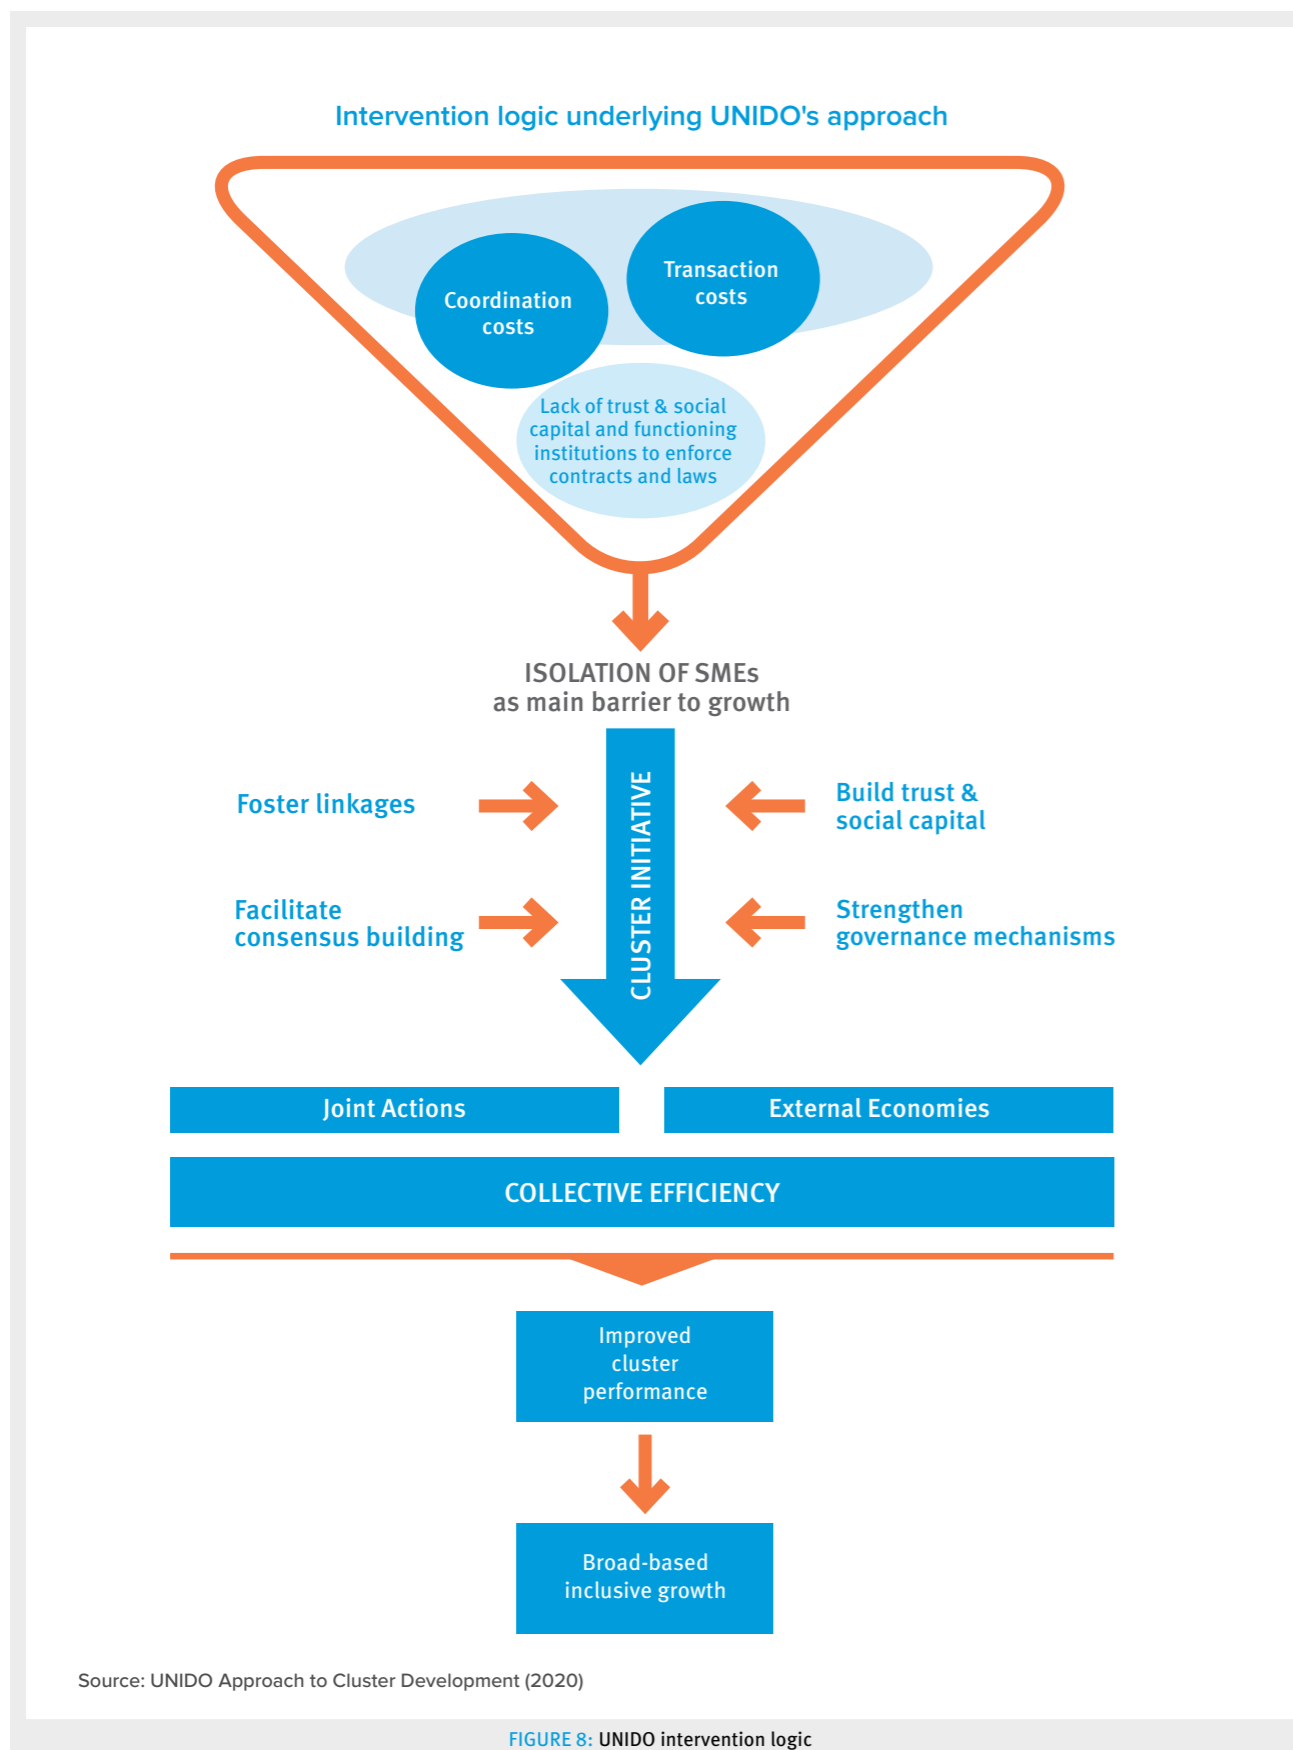 Intervention logic underlying UNIDO's approach
Transaction
costs
Coordination
costs
Lack of trust & social
capital and functioning
institutions to enforce
contracts and laws
ISOLATION OF SMEs
as main barrier to growth
CLUSTER INITIATIVE
Foster linkages
Build trust &
social capital
Facilitate
consensus building
Strengthen
governance mechanisms
Joint Actions
External Economies
COLLECTIVE EFFICIENCY
Improved
cluster
performance
Broad-based
inclusive growth
Source: UNIDO Approach to Cluster Development (2020)
FIGURE 8: UNIDO intervention logic